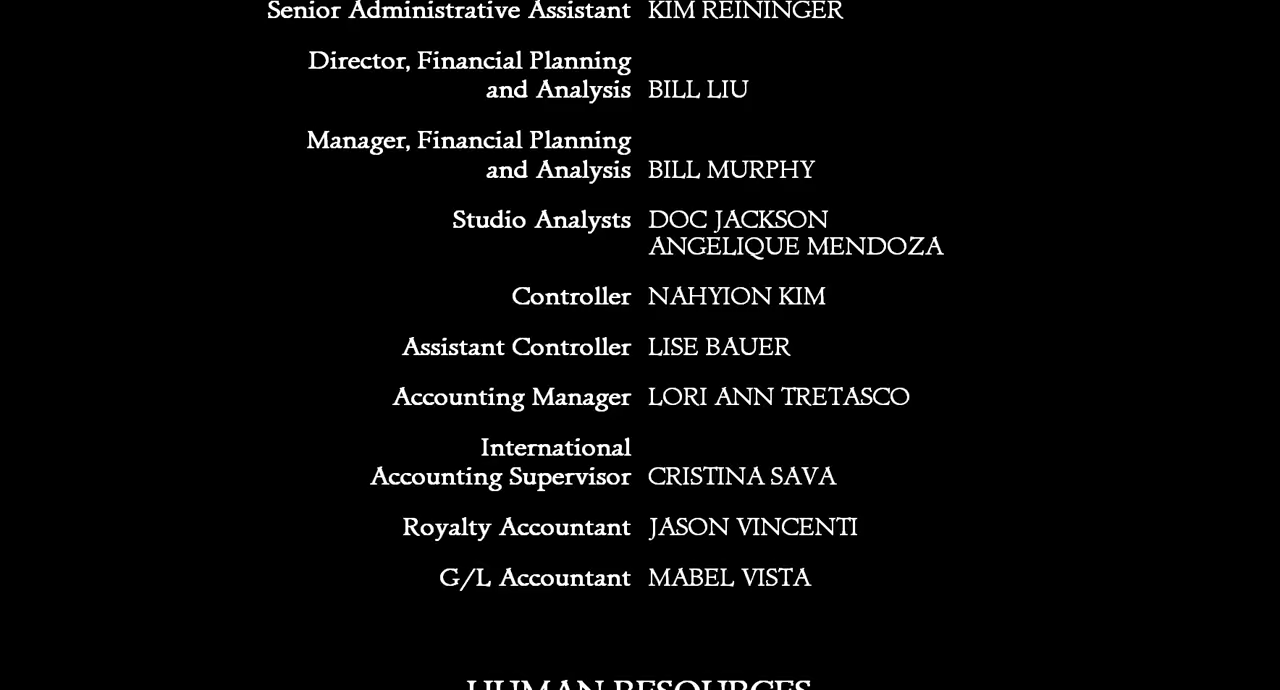 Senior Administrative Assistant KIM REININGER
Director, Financial Planning
and Analysis BILL LIU
Manager, Financial Planning
and Analysis BILL MURPHY
Studio Analysts DOC JACKSON
ANGELIQUE MENDOZA
Controller NAHYION KIM
Assistant Controller LISE BAUER
Accounting Manager LORI ANN TRETASCO
International
Accounting Supervisor CRISTINA SAVA
Royalty Accountant JASON VINCENTI
G/L Accountant MABEL VISTA
HUMAN RESOURCES